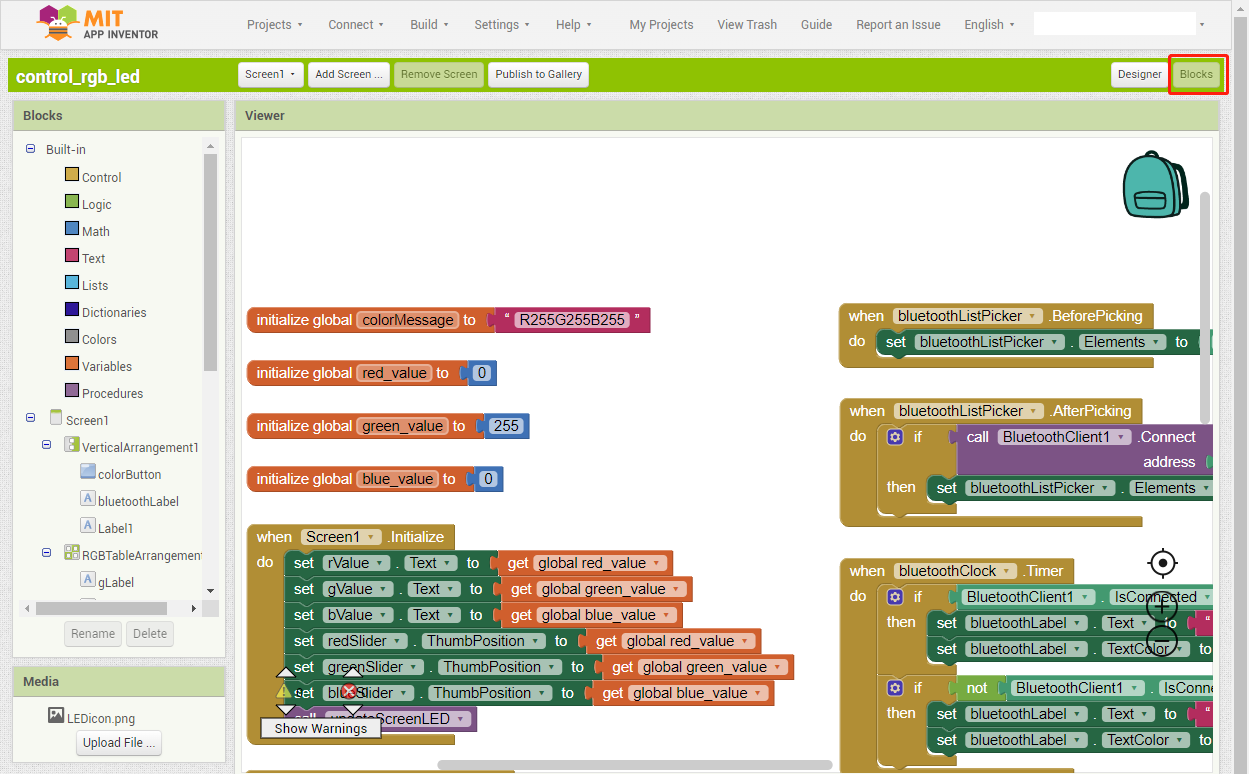 MIT
APP INVENTOR
Projects Connect Build Settings Help My Projects View Trash Guide Report an Issue English
control_rgb_led
Screen1 Add Screen ... Remove Screen Publish to Gallery Designer Blocks
Blocks
Built-in
Control
Logic
Math
Text
Lists
Dictionaries
Colors
Variables
Procedures
Screen1
VerticalArrangement1
colorButton
bluetoothLabel
Label1
RGBTableArrangement
gLabel
Rename Delete
Media
LEDicon.png
Upload File ...
Viewer
initialize global colorMessage to “ R255G255B255 ”
initialize global red_value to 0
initialize global green_value to 255
initialize global blue_value to 0
when Screen1 .Initialize
do set rValue . Text to get global red_value
set gValue . Text to get global green_value
set bValue . Text to get global blue_value
set redSlider . ThumbPosition to get global red_value
set greenSlider . ThumbPosition to get global green_value
set blueSlider . ThumbPosition to get global blue_value
call updateScreenLED
Show Warnings
when bluetoothListPicker .BeforePicking
do set bluetoothListPicker . Elements to
when bluetoothListPicker .AfterPicking
do if call BluetoothClient1 .Connect
address
then set bluetoothListPicker . Elements
when bluetoothClock .Timer
do if BluetoothClient1 . IsConnected
then set bluetoothLabel . Text to “
set bluetoothLabel . TextColor to
if not BluetoothClient1 . IsConne
then set bluetoothLabel . Text to “
set bluetoothLabel . TextColor to